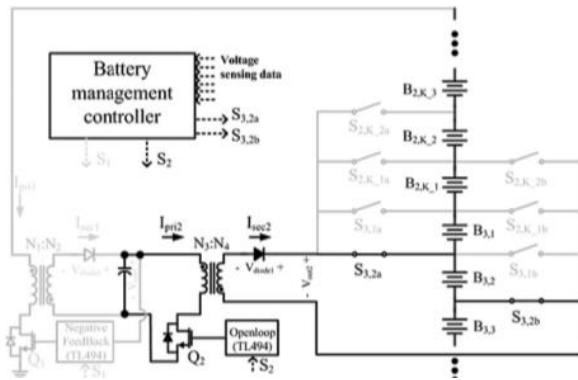 Battery
management
controller
Voltage
sensing data
S3,2a
S3,2b
S1
S2
B2,K_3
S2,K_2a
B2,K_2
S2,K_1a
S2,K_2b
B2,K_1
S3,1a
S2,K_1b
B3,1
S3,1b
S3,2a
B3,2
S3,2b
B3,3
Ipri1
N1:N2
Isec1
- Vdiode1 +
Ipri2
N3:N4
Isec2
- Vdiode1 +
Negative
FeedBack
(TL494)
Q1
S1
Q2
Openloop
(TL494)
S2